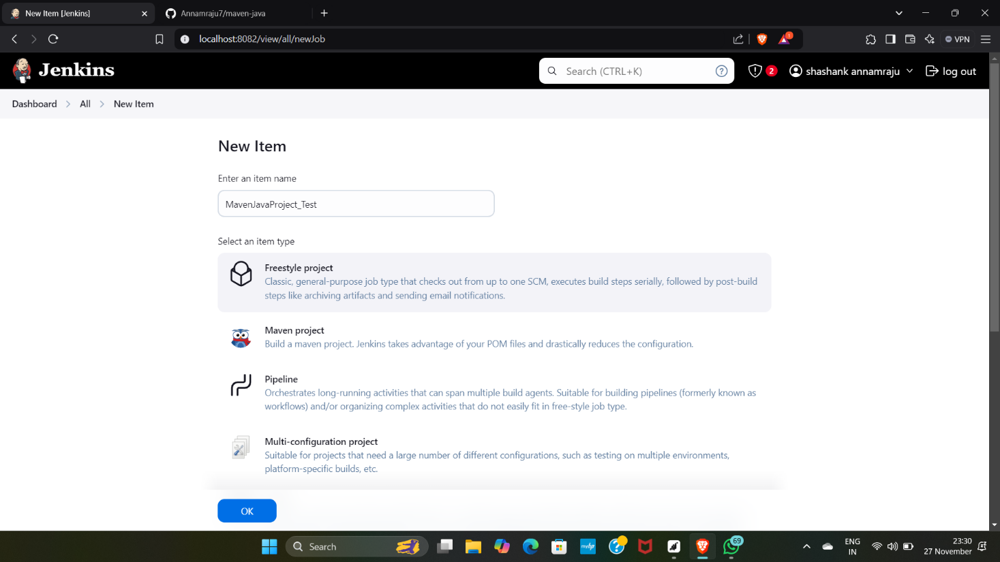 New Item [Jenkins]
Annamraju7/maven-java
localhost:8082/view/all/newJob
1
VPN
Jenkins
Search (CTRL+K)
?
2
shashank annamraju
log out
Dashboard
All
New Item
New Item
Enter an item name
MavenJavaProject_Test
Select an item type
Freestyle project
Classic, general-purpose job type that checks out from up to one SCM, executes build steps serially, followed by post-build
steps like archiving artifacts and sending email notifications.
Maven project
Build a maven project. Jenkins takes advantage of your POM files and drastically reduces the configuration.
Pipeline
Orchestrates long-running activities that can span multiple build agents. Suitable for building pipelines (formerly known as
workflows) and/or organizing complex activities that do not easily fit in free-style job type.
Multi-configuration project
Suitable for projects that need a large number of different configurations, such as testing on multiple environments,
platform-specific builds, etc.
OK
Search
myhp
?
69
ENG
IN
23:30
27 November